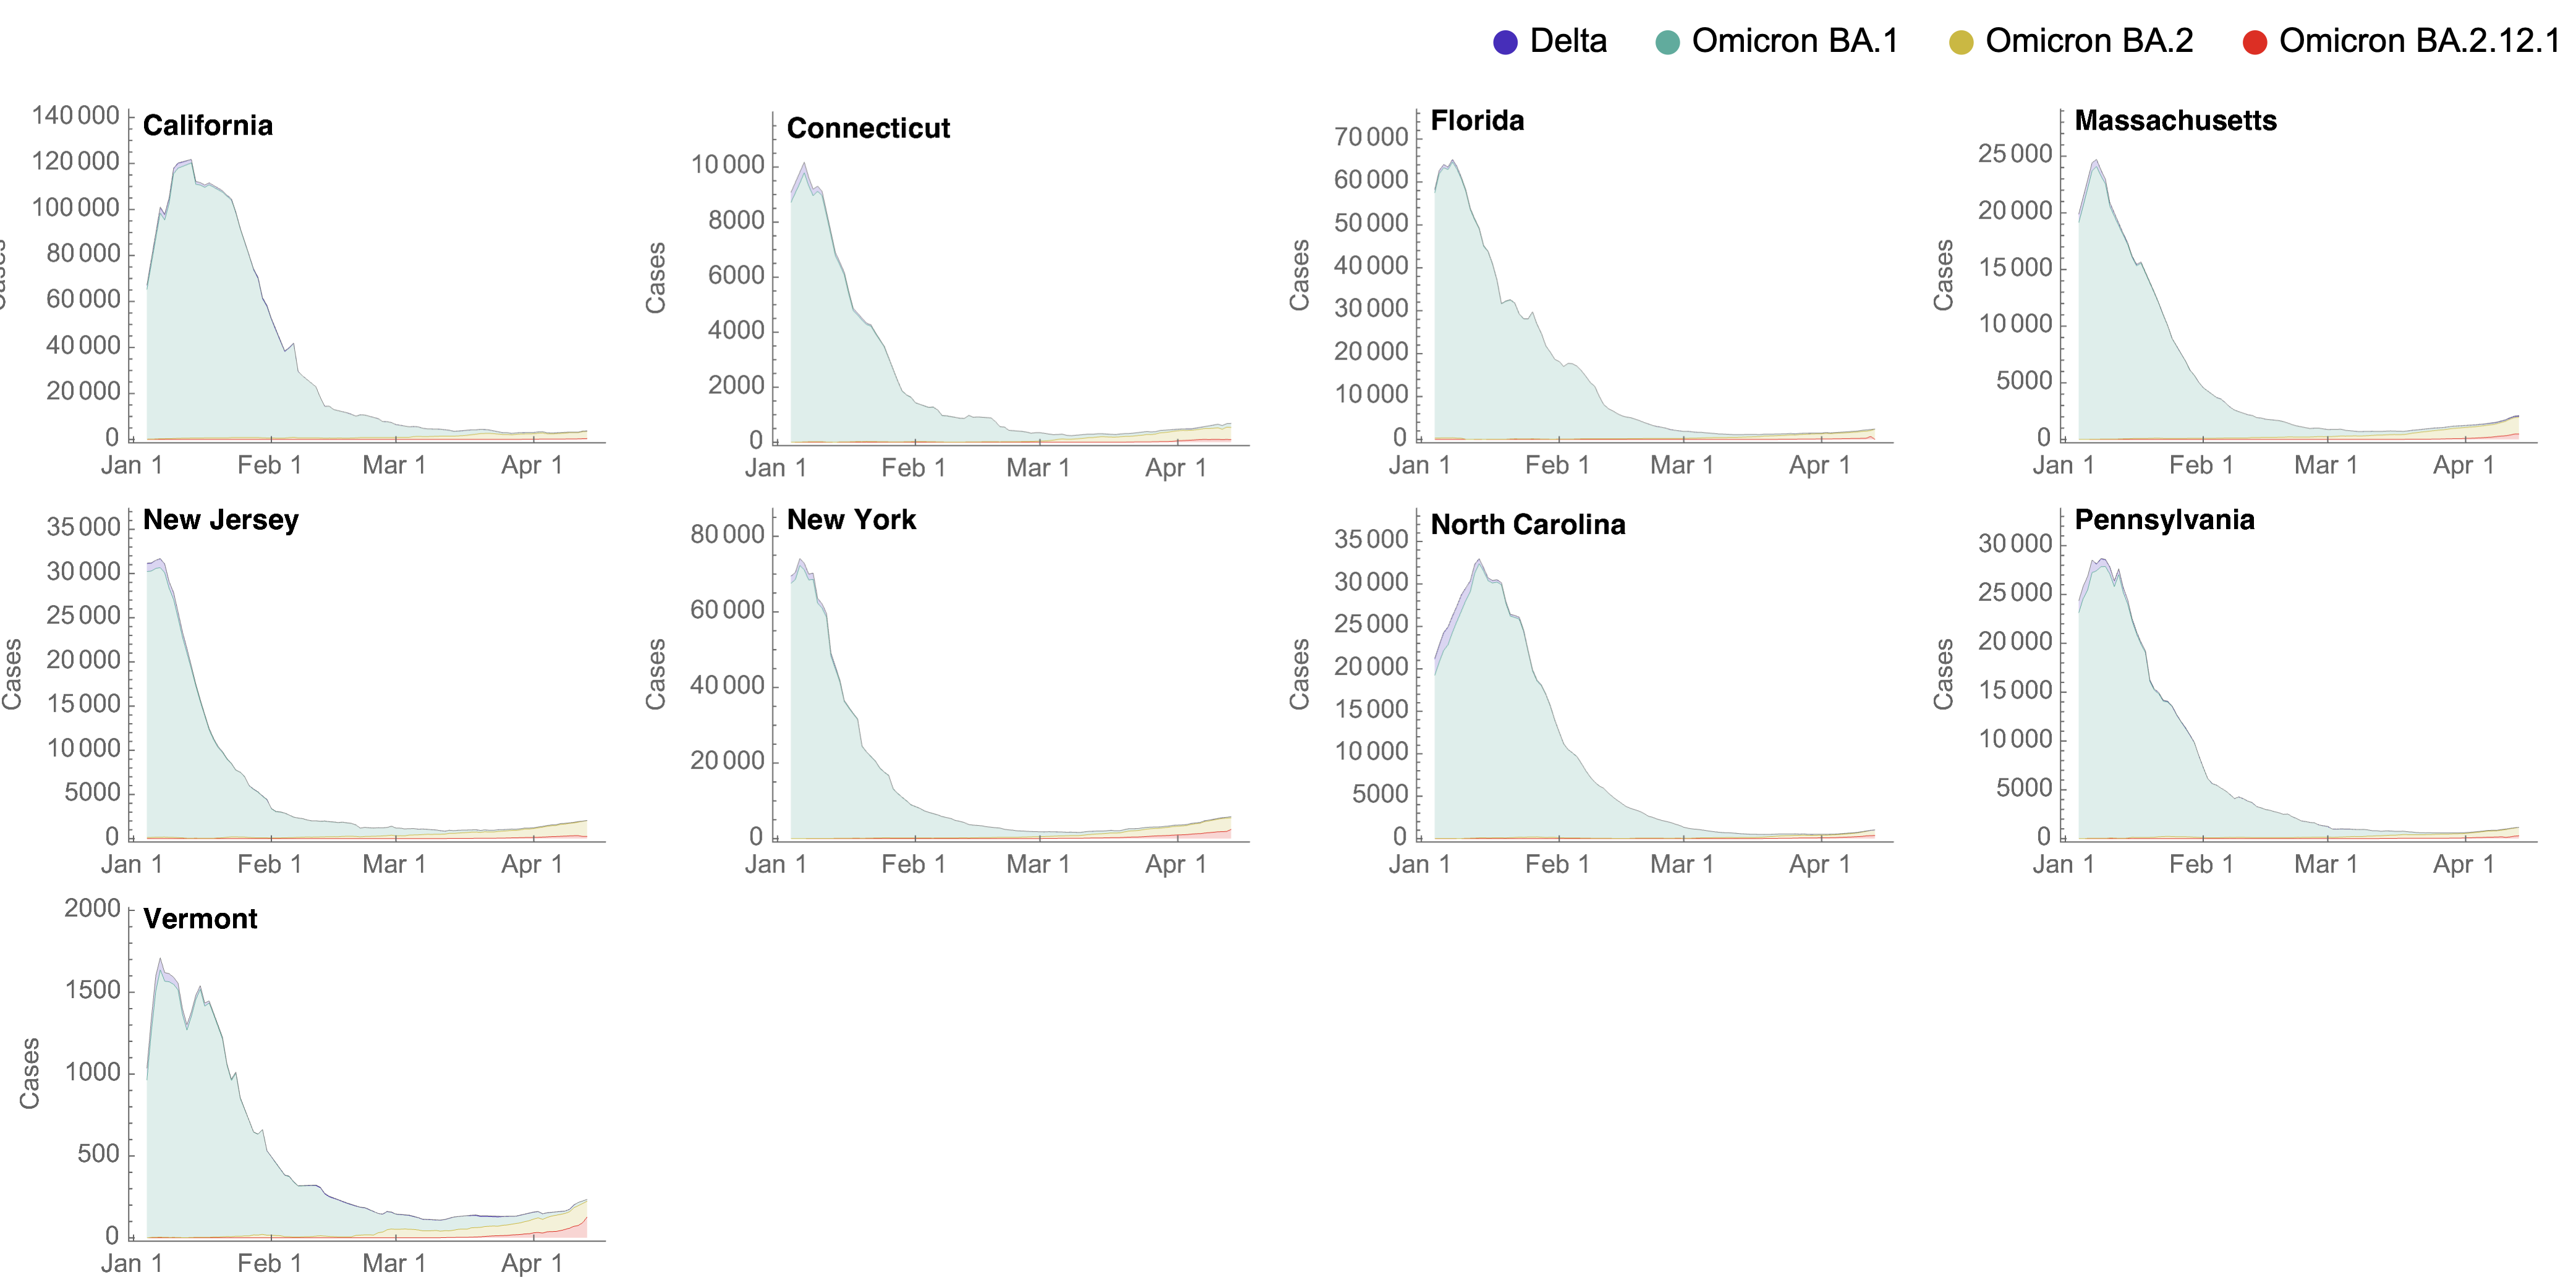 Delta Omicron BA.1 Omicron BA.2 Omicron BA.2.12.1
California
140 000
120 000
100 000
80 000
60 000
40 000
20 000
0
Cases
Jan 1 Feb 1 Mar 1 Apr 1
Connecticut
10 000
8000
6000
4000
2000
0
Cases
Jan 1 Feb 1 Mar 1 Apr 1
Florida
70 000
60 000
50 000
40 000
30 000
20 000
10 000
0
Cases
Jan 1 Feb 1 Mar 1 Apr 1
Massachusetts
25 000
20 000
15 000
10 000
5000
0
Cases
Jan 1 Feb 1 Mar 1 Apr 1
New Jersey
35 000
30 000
25 000
20 000
15 000
10 000
5000
0
Cases
Jan 1 Feb 1 Mar 1 Apr 1
New York
80 000
60 000
40 000
20 000
0
Cases
Jan 1 Feb 1 Mar 1 Apr 1
North Carolina
35 000
30 000
25 000
20 000
15 000
10 000
5000
0
Cases
Jan 1 Feb 1 Mar 1 Apr 1
Pennsylvania
30 000
25 000
20 000
15 000
10 000
5000
0
Cases
Jan 1 Feb 1 Mar 1 Apr 1
Vermont
2000
1500
1000
500
0
Cases
Jan 1 Feb 1 Mar 1 Apr 1